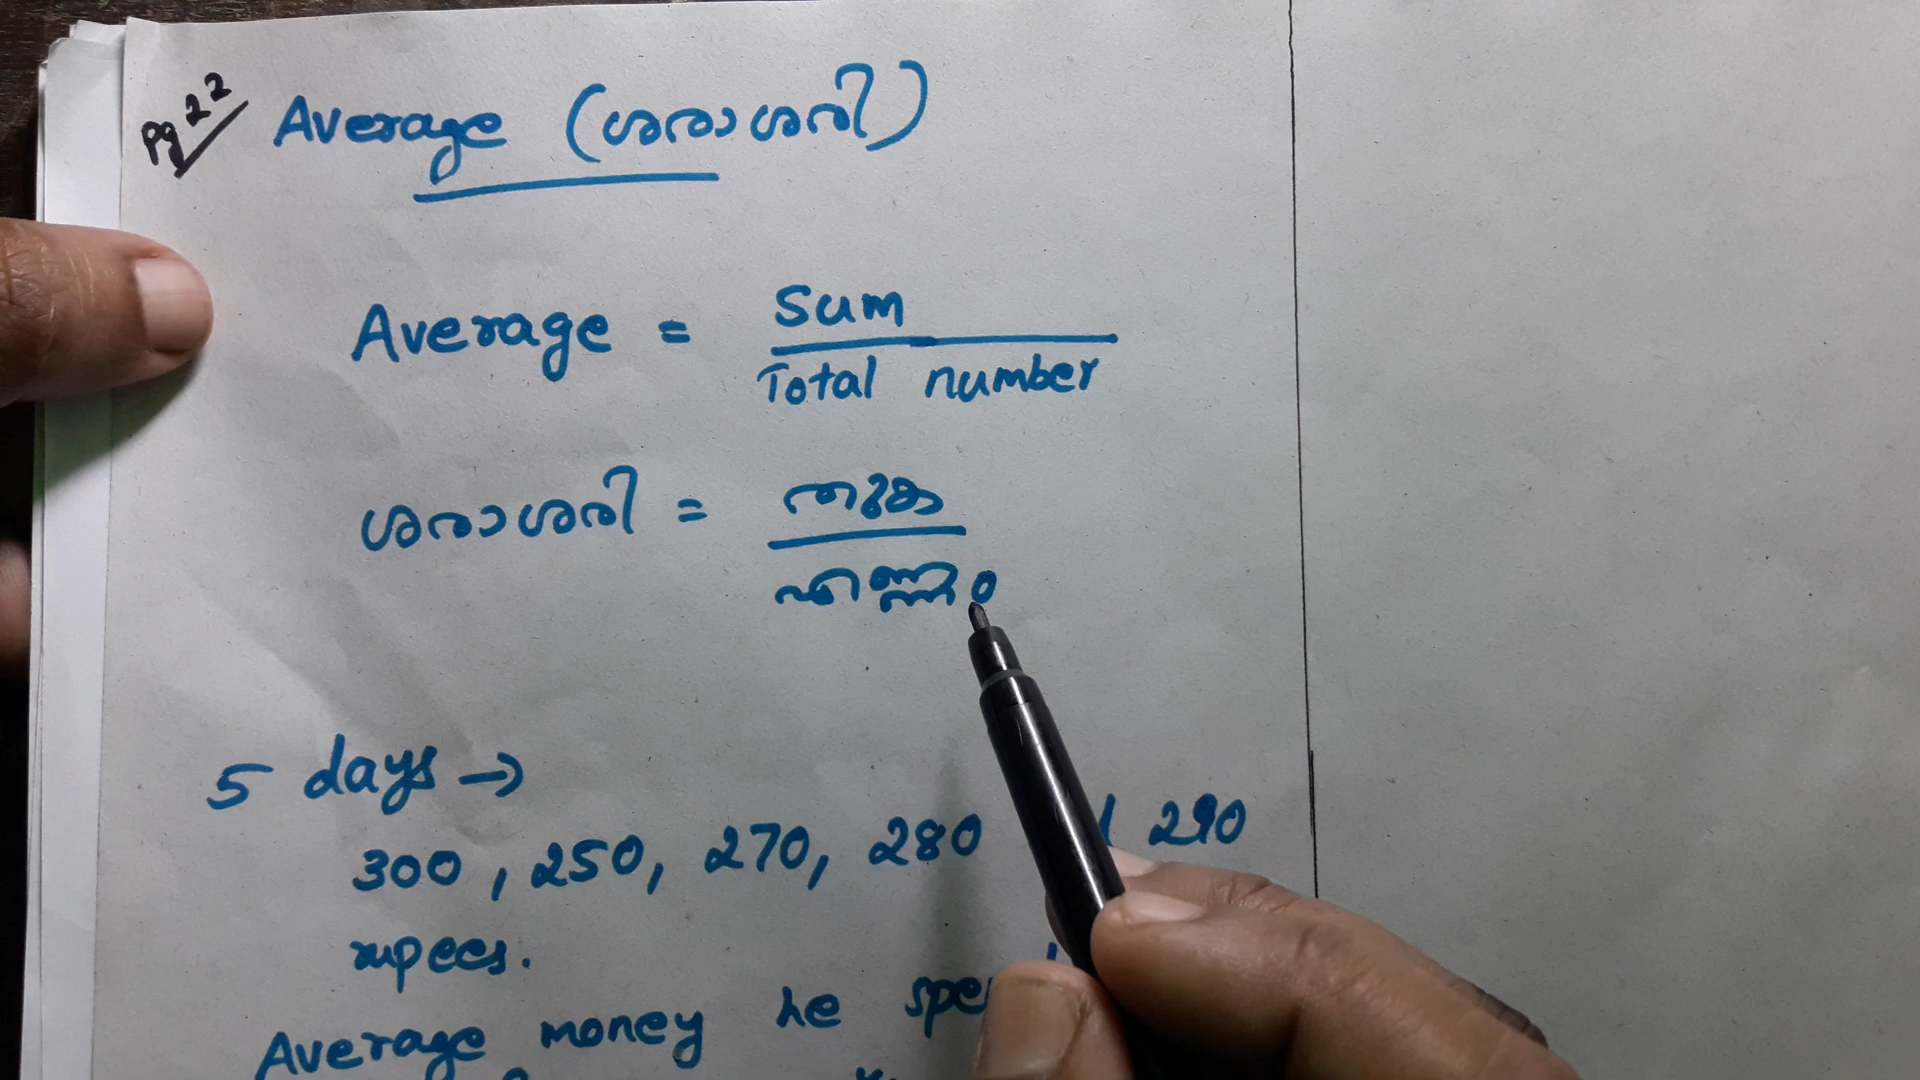 Pg 22
Average (ശരാശരി)
Average = Sum
Total number
ശരാശരി = തുക
എണ്ണം
5 days →
300, 250, 270, 280 290
rupees.
Average money he